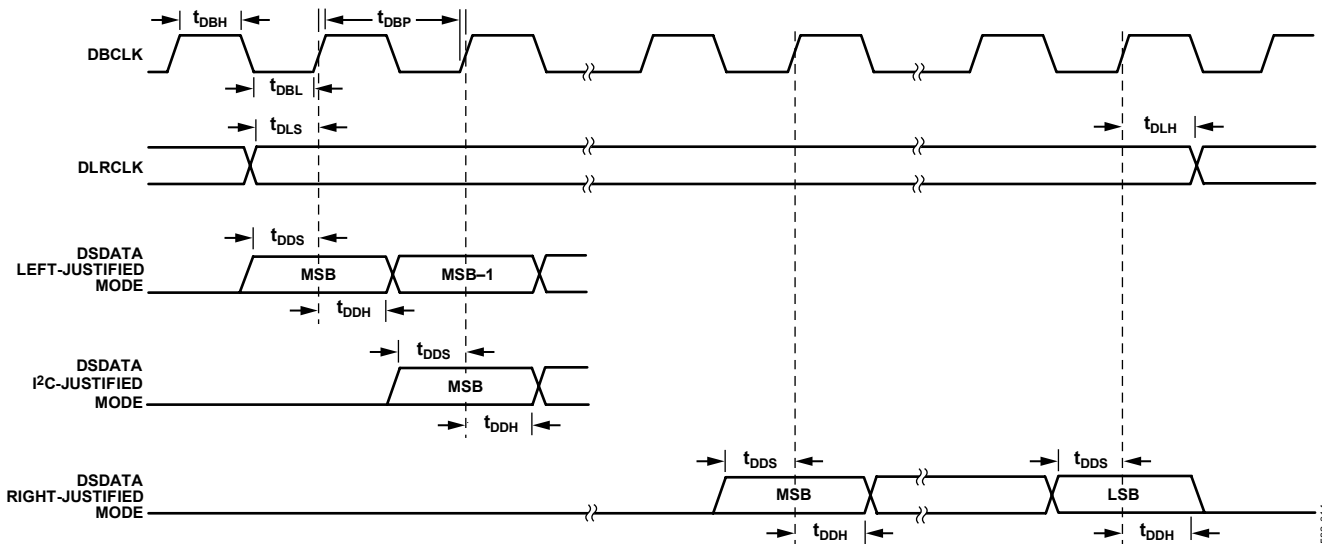 tDBH
tDBP
DBCLK
tDBL
tDLS
tDLH
DLRCLK
tDDS
DSDATA
LEFT-JUSTIFIED
MODE
MSB
MSB–1
tDDH
tDDS
DSDATA
I²C-JUSTIFIED
MODE
MSB
tDDH
tDDS
tDDS
DSDATA
RIGHT-JUSTIFIED
MODE
MSB
LSB
tDDH
tDDH